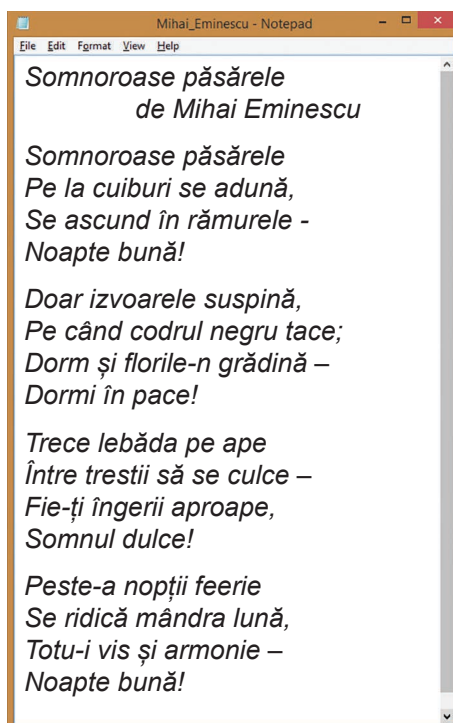 Mihai_Eminescu - Notepad
File Edit Format View Help
Somnoroase păsărele
de Mihai Eminescu
Somnoroase păsărele
Pe la cuiburi se adună,
Se ascund în rămurele -
Noapte bună!
Doar izvoarele suspină,
Pe când codrul negru tace;
Dorm și florile-n grădină –
Dormi în pace!
Trece lebăda pe ape
Între trestii să se culce –
Fie-ți îngerii aproape,
Somnul dulce!
Peste-a nopții feerie
Se ridică mândra lună,
Totu-i vis și armonie –
Noapte bună!